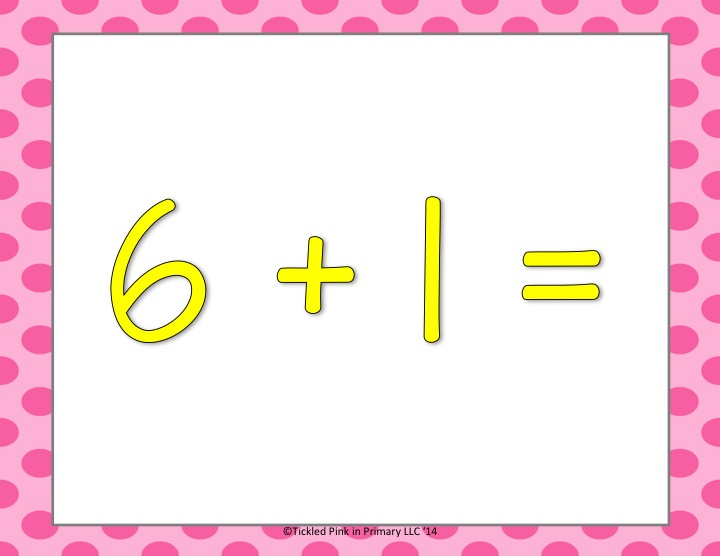 6 + 1 =
©Tickled Pink in Primary LLC ‘14